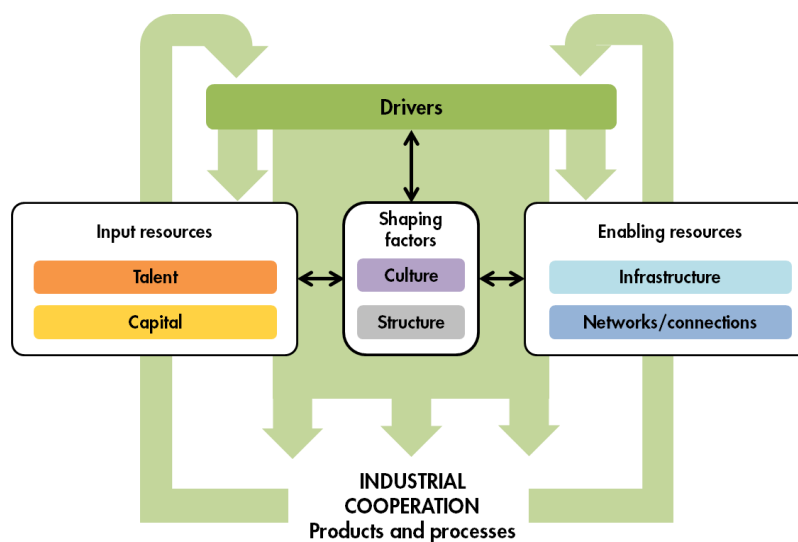 Drivers
Input resources
Talent
Capital
Shaping
factors
Culture
Structure
Enabling resources
Infrastructure
Networks/connections
INDUSTRIAL
COOPERATION
Products and processes